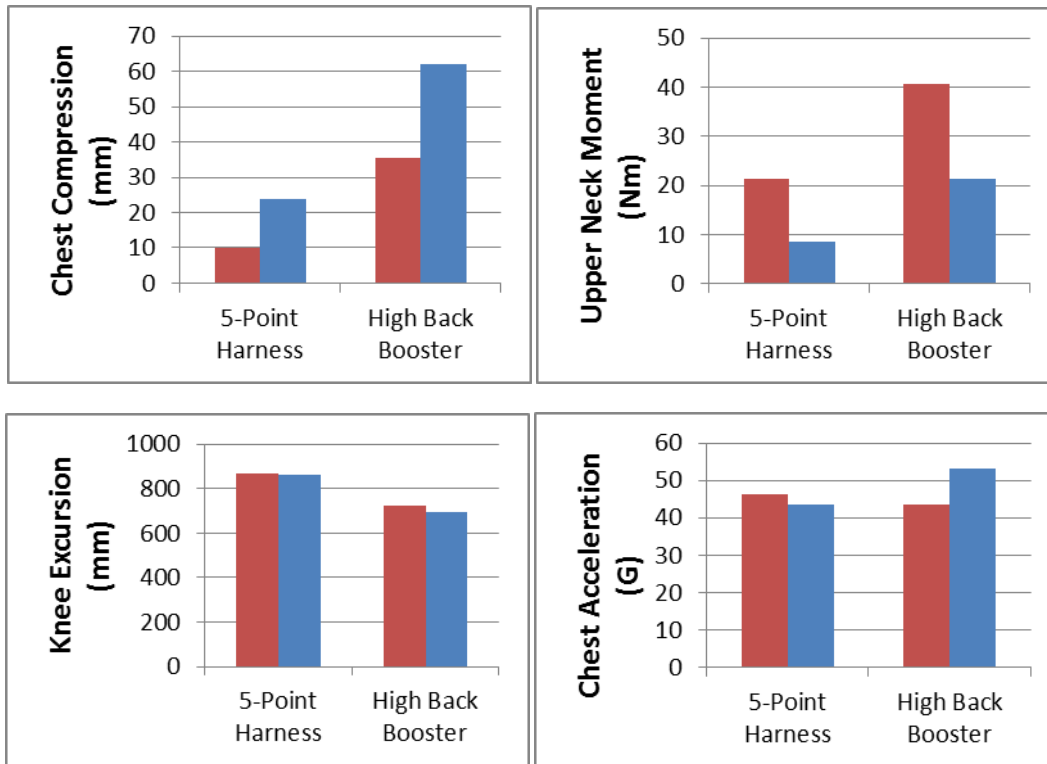 Chest Compression
(mm)
70
60
50
40
30
20
10
0
5-Point
Harness
High Back
Booster
Upper Neck Moment
(Nm)
50
40
30
20
10
0
5-Point
Harness
High Back
Booster
Knee Excursion
(mm)
1000
800
600
400
200
0
5-Point
Harness
High Back
Booster
Chest Acceleration
(G)
60
50
40
30
20
10
0
5-Point
Harness
High Back
Booster